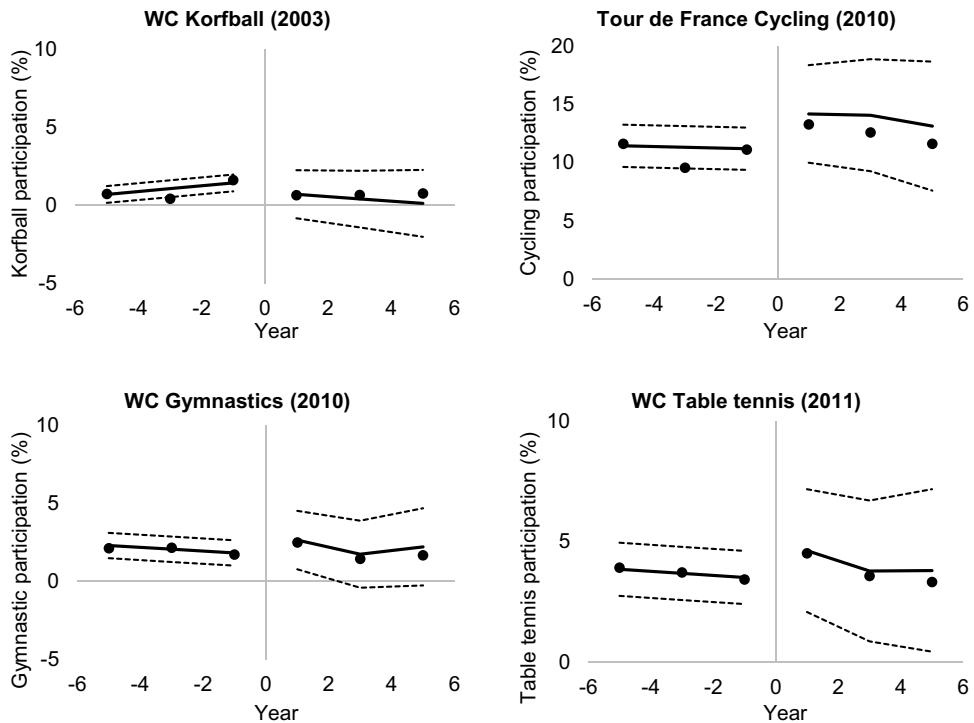 WC Korfball (2003)
Korfball participation (%)
10
5
0
-5
-6 -4 -2 0 2 4 6
Year
Tour de France Cycling (2010)
Cycling participation (%)
20
15
10
5
0
-6 -4 -2 0 2 4 6
Year
WC Gymnastics (2010)
Gymnastic participation (%)
10
5
0
-5
-6 -4 -2 0 2 4 6
Year
WC Table tennis (2011)
Table tennis participation (%)
10
5
0
-6 -4 -2 0 2 4 6
Year